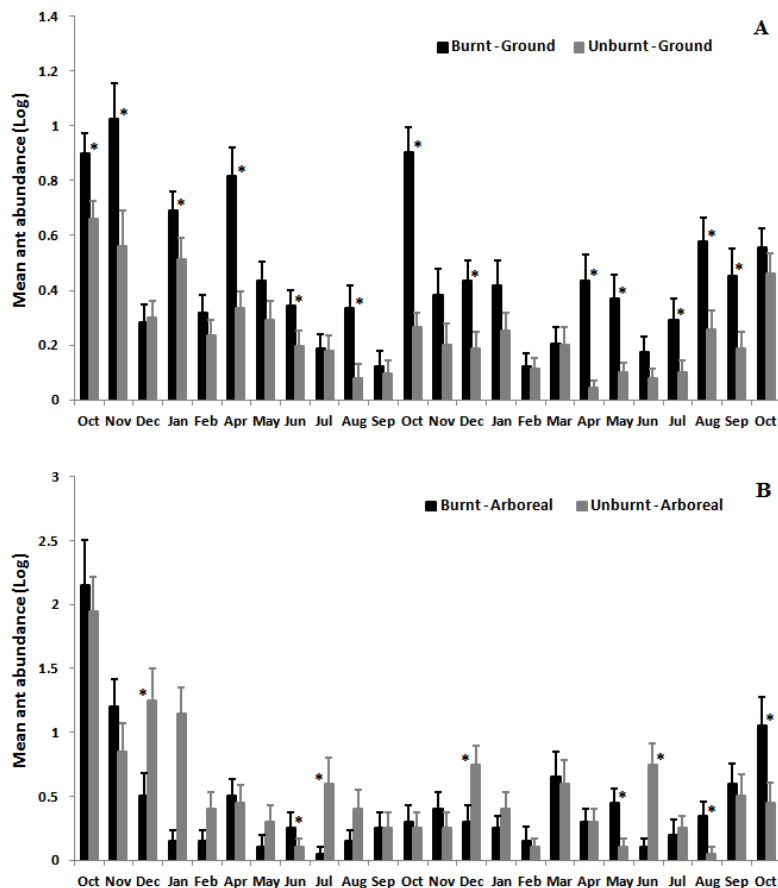 A
Burnt-Ground Unburnt-Ground
Mean ant abundance (Log)
1.4
1.2
1
0.8
0.6
0.4
0.2
0
* * * * * * * * * * * * * *
Oct Nov Dec Jan Feb Apr May Jun Jul Aug Sep Oct Nov Dec Jan Feb Mar Apr May Jun Jul Aug Sep Oct
B
Burnt-Arboreal Unburnt-Arboreal
Mean ant abundance (Log)
3
2.5
2
1.5
1
0.5
0
* * * * * * * *
Oct Nov Dec Jan Feb Apr May Jun Jul Aug Sep Oct Nov Dec Jan Feb Mar Apr May Jun Jul Aug Sep Oct